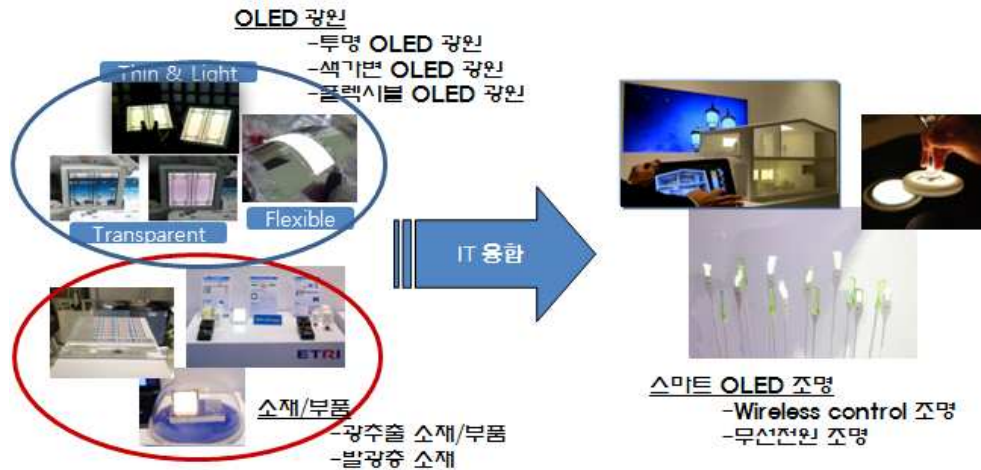 OLED 광원
-투명 OLED 광원
-색가변 OLED 광원
-플렉시블 OLED 광원
Thin & Light
Transparent
Flexible
IT 융합
ETRI
소재/부품
-광추출 소재/부품
-발광층 소재
스마트 OLED 조명
-Wireless control 조명
-무선전원 조명